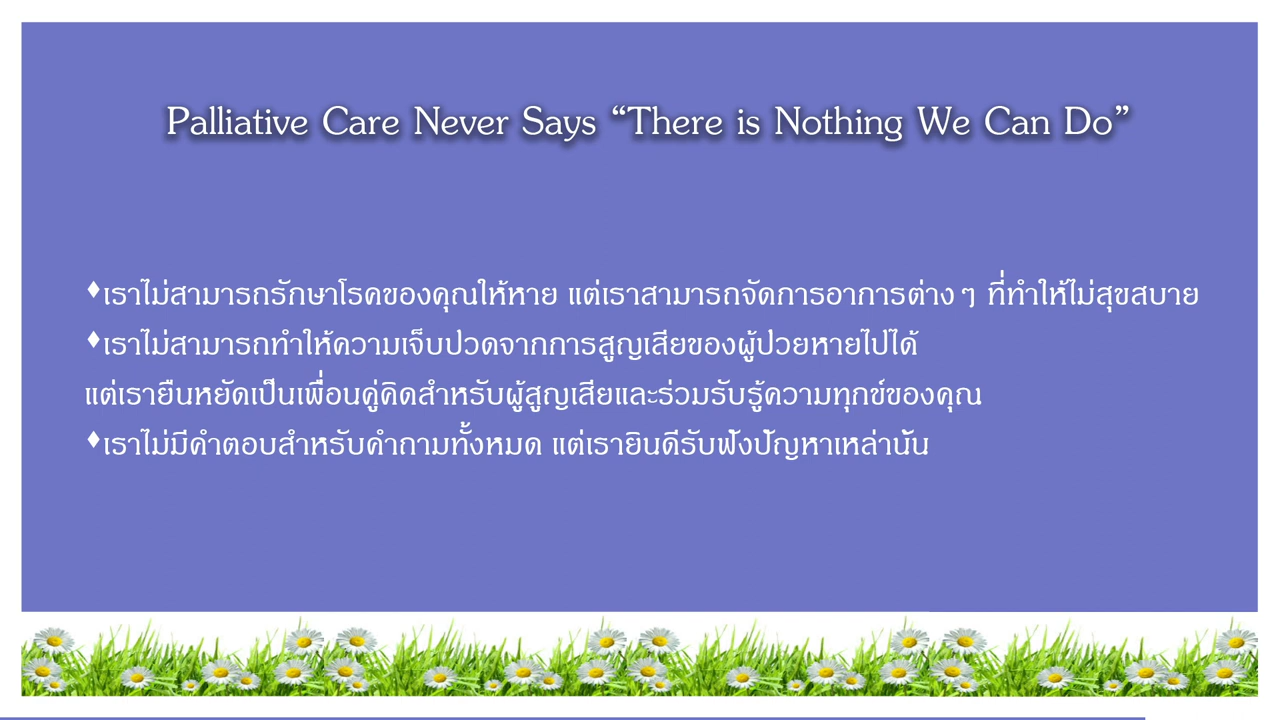 Palliative Care Never Says “There is Nothing We Can Do”
♦เราไม่สามารถรักษาโรคของคุณให้หาย แต่เราสามารถจัดการอาการต่าง ๆ ที่ทำให้ไม่สุขสบาย
♦เราไม่สามารถทำให้ความเจ็บปวดจากการสูญเสียของผู้ป่วยหายไปได้
แต่เรายืนหยัดเป็นเพื่อนคู่คิดสำหรับผู้สูญเสียและร่วมรับรู้ความทุกข์ของคุณ
♦เราไม่มีคำตอบสำหรับคำถามทั้งหมด แต่เรายินดีรับฟังปัญหาเหล่านั้น